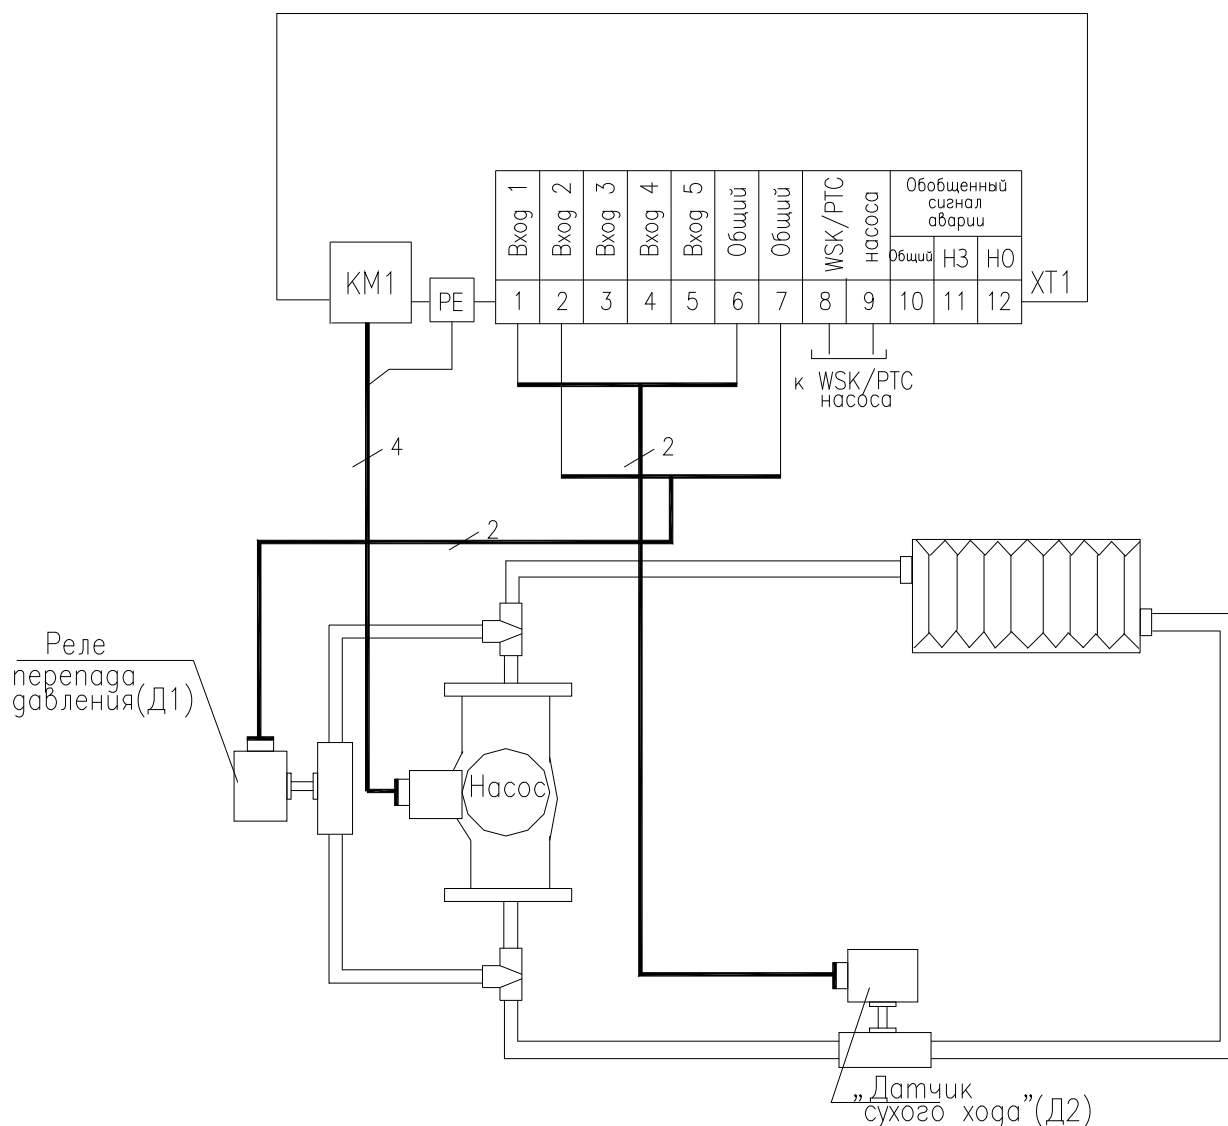 Вход 1
Вход 2
Вход 3
Вход 4
Вход 5
Общий
Общий
WSK/PTC
насоса
Обобщенный
сигнал
аварии
Общий
НЗ
НО
КМ1
РЕ
1 2 3 4 5 6 7 8 9 10 11 12
ХТ1
к WSK/PTC
насоса
4
2
2
Реле
перепада
давления(Д1)
Насос
„Датчик
сухого хода”(Д2)